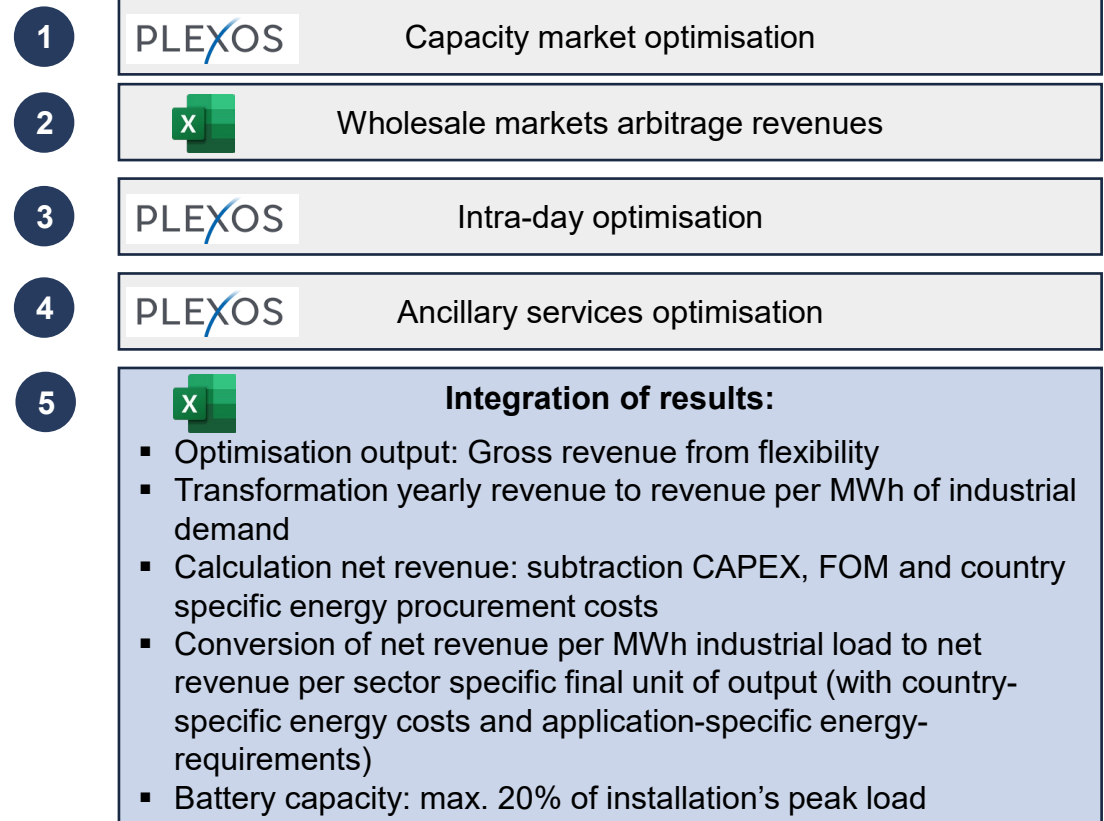 1
PLEXOS
Capacity market optimisation
2
X
Wholesale markets arbitrage revenues
3
PLEXOS
Intra-day optimisation
4
PLEXOS
Ancillary services optimisation
5
X
Integration of results:
▪ Optimisation output: Gross revenue from flexibility
▪ Transformation yearly revenue to revenue per MWh of industrial
demand
▪ Calculation net revenue: subtraction CAPEX, FOM and country
specific energy procurement costs
▪ Conversion of net revenue per MWh industrial load to net
revenue per sector specific final unit of output (with country-
specific energy costs and application-specific energy-
requirements)
▪ Battery capacity: max. 20% of installation’s peak load